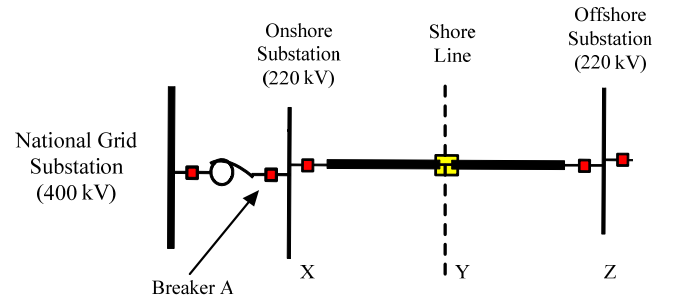 Onshore
Substation
(220 kV)
Shore
Line
Offshore
Substation
(220 kV)
National Grid
Substation
(400 kV)
Breaker A
X
Y
Z